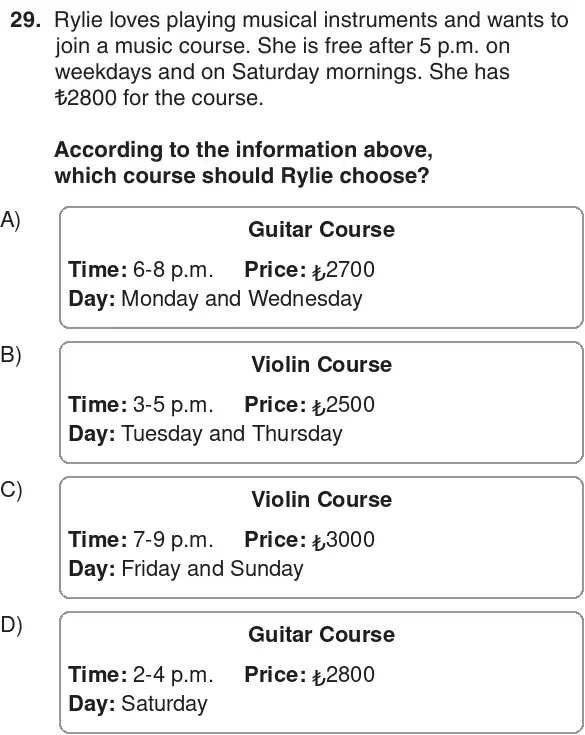 29. Rylie loves playing musical instruments and wants to
join a music course. She is free after 5 p.m. on
weekdays and on Saturday mornings. She has
₺2800 for the course.
According to the information above,
which course should Rylie choose?
A)
Guitar Course
Time: 6-8 p.m. Price: ₺2700
Day: Monday and Wednesday
B)
Violin Course
Time: 3-5 p.m. Price: ₺2500
Day: Tuesday and Thursday
C)
Violin Course
Time: 7-9 p.m. Price: ₺3000
Day: Friday and Sunday
D)
Guitar Course
Time: 2-4 p.m. Price: ₺2800
Day: Saturday